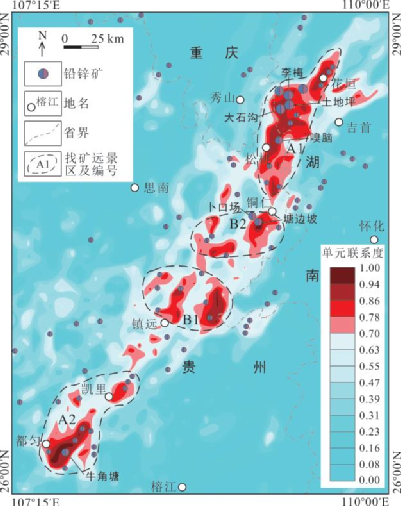 107°15′E
110°00′E
29°00′N
29°00′N
N
0 25 km
铅锌矿
榕江 地名
省界
A1 找矿远景
区及编号
重 庆
秀山
李梅
花垣
土地坪
大石沟
吉首
嗅脑
松桃
A1
湖
思南
卜口场
铜仁
塘边坡
B2
怀化
南
单元联系度
1.00
0.94
0.86
0.78
0.70
0.63
0.55
0.47
0.39
0.31
0.23
0.16
0.08
0.00
B1
镇远
贵 州
凯里
A2
都匀
牛角塘
榕江
26°00′N
26°00′N
107°15′E
110°00′E